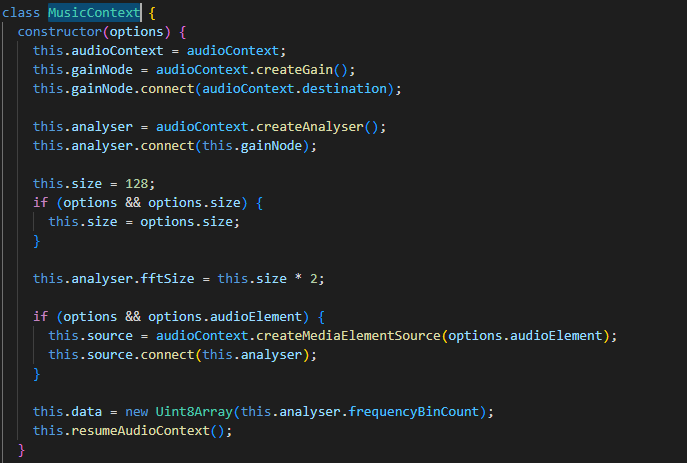 class MusicContext {
constructor(options) {
this.audioContext = audioContext;
this.gainNode = audioContext.createGain();
this.gainNode.connect(audioContext.destination);
this.analyser = audioContext.createAnalyser();
this.analyser.connect(this.gainNode);
this.size = 128;
if (options && options.size) {
this.size = options.size;
}
this.analyser.fftSize = this.size * 2;
if (options && options.audioElement) {
this.source = audioContext.createMediaElementSource(options.audioElement);
this.source.connect(this.analyser);
}
this.data = new Uint8Array(this.analyser.frequencyBinCount);
this.resumeAudioContext();
}